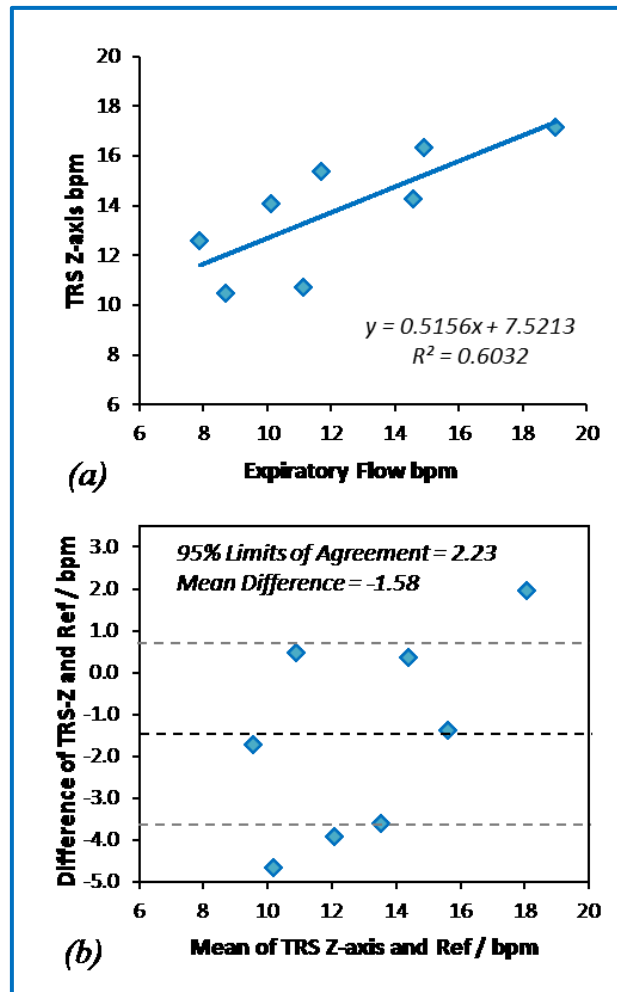 20
18
16
14
12
10
8
6
TRS Z-axis bpm
y = 0.5156x + 7.5213
R² = 0.6032
6 8 10 12 14 16 18 20
Expiratory Flow bpm
(a)
3.0
2.0
1.0
0.0
-1.0
-2.0
-3.0
-4.0
-5.0
Difference of TRS-Z and Ref / bpm
95% Limits of Agreement = 2.23
Mean Difference = -1.58
6 8 10 12 14 16 18 20
Mean of TRS Z-axis and Ref / bpm
(b)